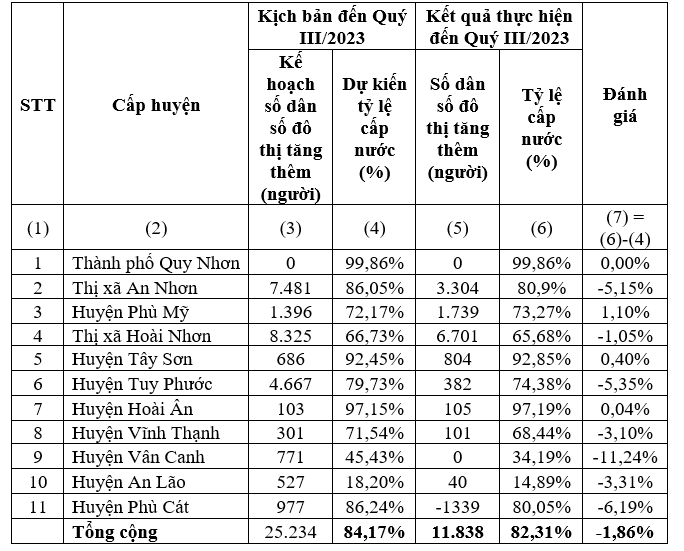 STT | Cấp huyện | Kịch bản đến Quý III/2023 | Kết quả thực hiện đến Quý III/2023 | Đánh giá
Kế hoạch số dân số đô thị tăng thêm (người) | Dự kiến tỷ lệ cấp nước (%) | Số dân số đô thị tăng thêm (người) | Tỷ lệ cấp nước (%)
(1) | (2) | (3) | (4) | (5) | (6) | (7) = (6)-(4)
1 | Thành phố Quy Nhơn | 0 | 99,86% | 0 | 99,86% | 0,00%
2 | Thị xã An Nhơn | 7.481 | 86,05% | 3.304 | 80,9% | -5,15%
3 | Huyện Phù Mỹ | 1.396 | 72,17% | 1.739 | 73,27% | 1,10%
4 | Thị xã Hoài Nhơn | 8.325 | 66,73% | 6.701 | 65,68% | -1,05%
5 | Huyện Tây Sơn | 686 | 92,45% | 804 | 92,85% | 0,40%
6 | Huyện Tuy Phước | 4.667 | 79,73% | 382 | 74,38% | -5,35%
7 | Huyện Hoài Ân | 103 | 97,15% | 105 | 97,19% | 0,04%
8 | Huyện Vĩnh Thạnh | 301 | 71,54% | 101 | 68,44% | -3,10%
9 | Huyện Vân Canh | 771 | 45,43% | 0 | 34,19% | -11,24%
10 | Huyện An Lão | 527 | 18,20% | 40 | 14,89% | -3,31%
11 | Huyện Phù Cát | 977 | 86,24% | -1339 | 80,05% | -6,19%
Tổng cộng | 25.234 | 84,17% | 11.838 | 82,31% | -1,86%